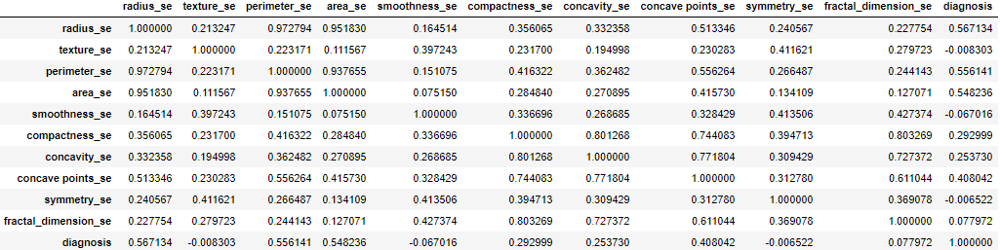 radius_se texture_se perimeter_se area_se smoothness_se compactness_se concavity_se concave points_se symmetry_se fractal_dimension_se diagnosis
radius_se 1.000000 0.213247 0.972794 0.951830 0.164514 0.356065 0.332358 0.513346 0.240567 0.227754 0.567134
texture_se 0.213247 1.000000 0.223171 0.111567 0.397243 0.231700 0.194998 0.230283 0.411621 0.279723 -0.008303
perimeter_se 0.972794 0.223171 1.000000 0.937655 0.151075 0.416322 0.362482 0.556264 0.266487 0.244143 0.556141
area_se 0.951830 0.111567 0.937655 1.000000 0.075150 0.284840 0.270895 0.415730 0.134109 0.127071 0.548236
smoothness_se 0.164514 0.397243 0.151075 0.075150 1.000000 0.336696 0.268685 0.328429 0.413506 0.427374 -0.067016
compactness_se 0.356065 0.231700 0.416322 0.284840 0.336696 1.000000 0.801268 0.744083 0.394713 0.803269 0.292999
concavity_se 0.332358 0.194998 0.362482 0.270895 0.268685 0.801268 1.000000 0.771804 0.309429 0.727372 0.253730
concave points_se 0.513346 0.230283 0.556264 0.415730 0.328429 0.744083 0.771804 1.000000 0.312780 0.611044 0.408042
symmetry_se 0.240567 0.411621 0.266487 0.134109 0.413506 0.394713 0.309429 0.312780 1.000000 0.369078 -0.006522
fractal_dimension_se 0.227754 0.279723 0.244143 0.127071 0.427374 0.803269 0.727372 0.611044 0.369078 1.000000 0.077972
diagnosis 0.567134 -0.008303 0.556141 0.548236 -0.067016 0.292999 0.253730 0.408042 -0.006522 0.077972 1.000000